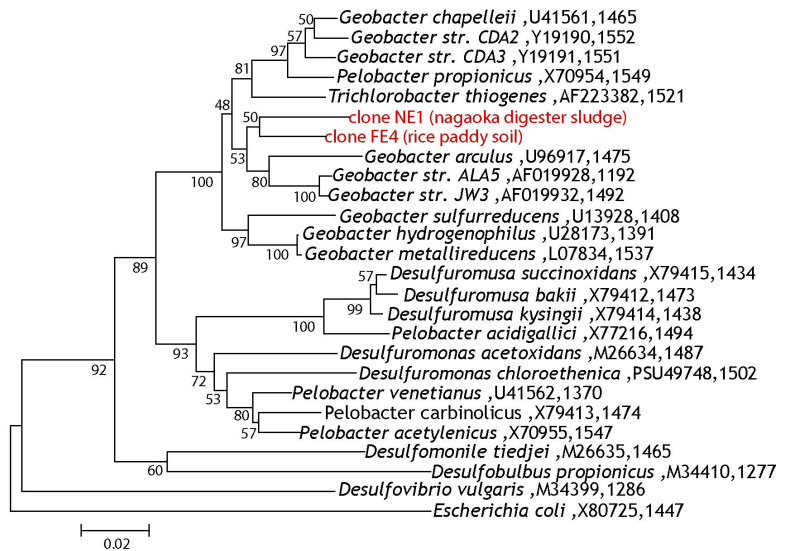 50
Geobacter chapelleii ,U41561,1465
57
Geobacter str. CDA2 ,Y19190,1552
97
Geobacter str. CDA3 ,Y19191,1551
81
Pelobacter propionicus ,X70954,1549
Trichlorobacter thiogenes ,AF223382,1521
48
50
clone NE1 (nagaoka digester sludge)
clone FE4 (rice paddy soil)
53
Geobacter arculus ,U96917,1475
100
80
Geobacter str. ALA5 ,AF019928,1192
100
Geobacter str. JW3 ,AF019932,1492
Geobacter sulfurreducens ,U13928,1408
97
Geobacter hydrogenophilus ,U28173,1391
100
Geobacter metallireducens ,L07834,1537
89
57
Desulfuromusa succinoxidans ,X79415,1434
Desulfuromusa bakii ,X79412,1473
99
Desulfuromusa kysingii ,X79414,1438
100
Pelobacter acidigallici ,X77216,1494
93
Desulfuromonas acetoxidans ,M26634,1487
92
72
Desulfuromonas chloroethenica ,PSU49748,1502
53
Pelobacter venetianus ,U41562,1370
80
Pelobacter carbinolicus ,X79413,1474
57
Pelobacter acetylenicus ,X70955,1547
Desulfomonile tiedjei ,M26635,1465
60
Desulfobulbus propionicus ,M34410,1277
Desulfovibrio vulgaris ,M34399,1286
Escherichia coli ,X80725,1447
0.02